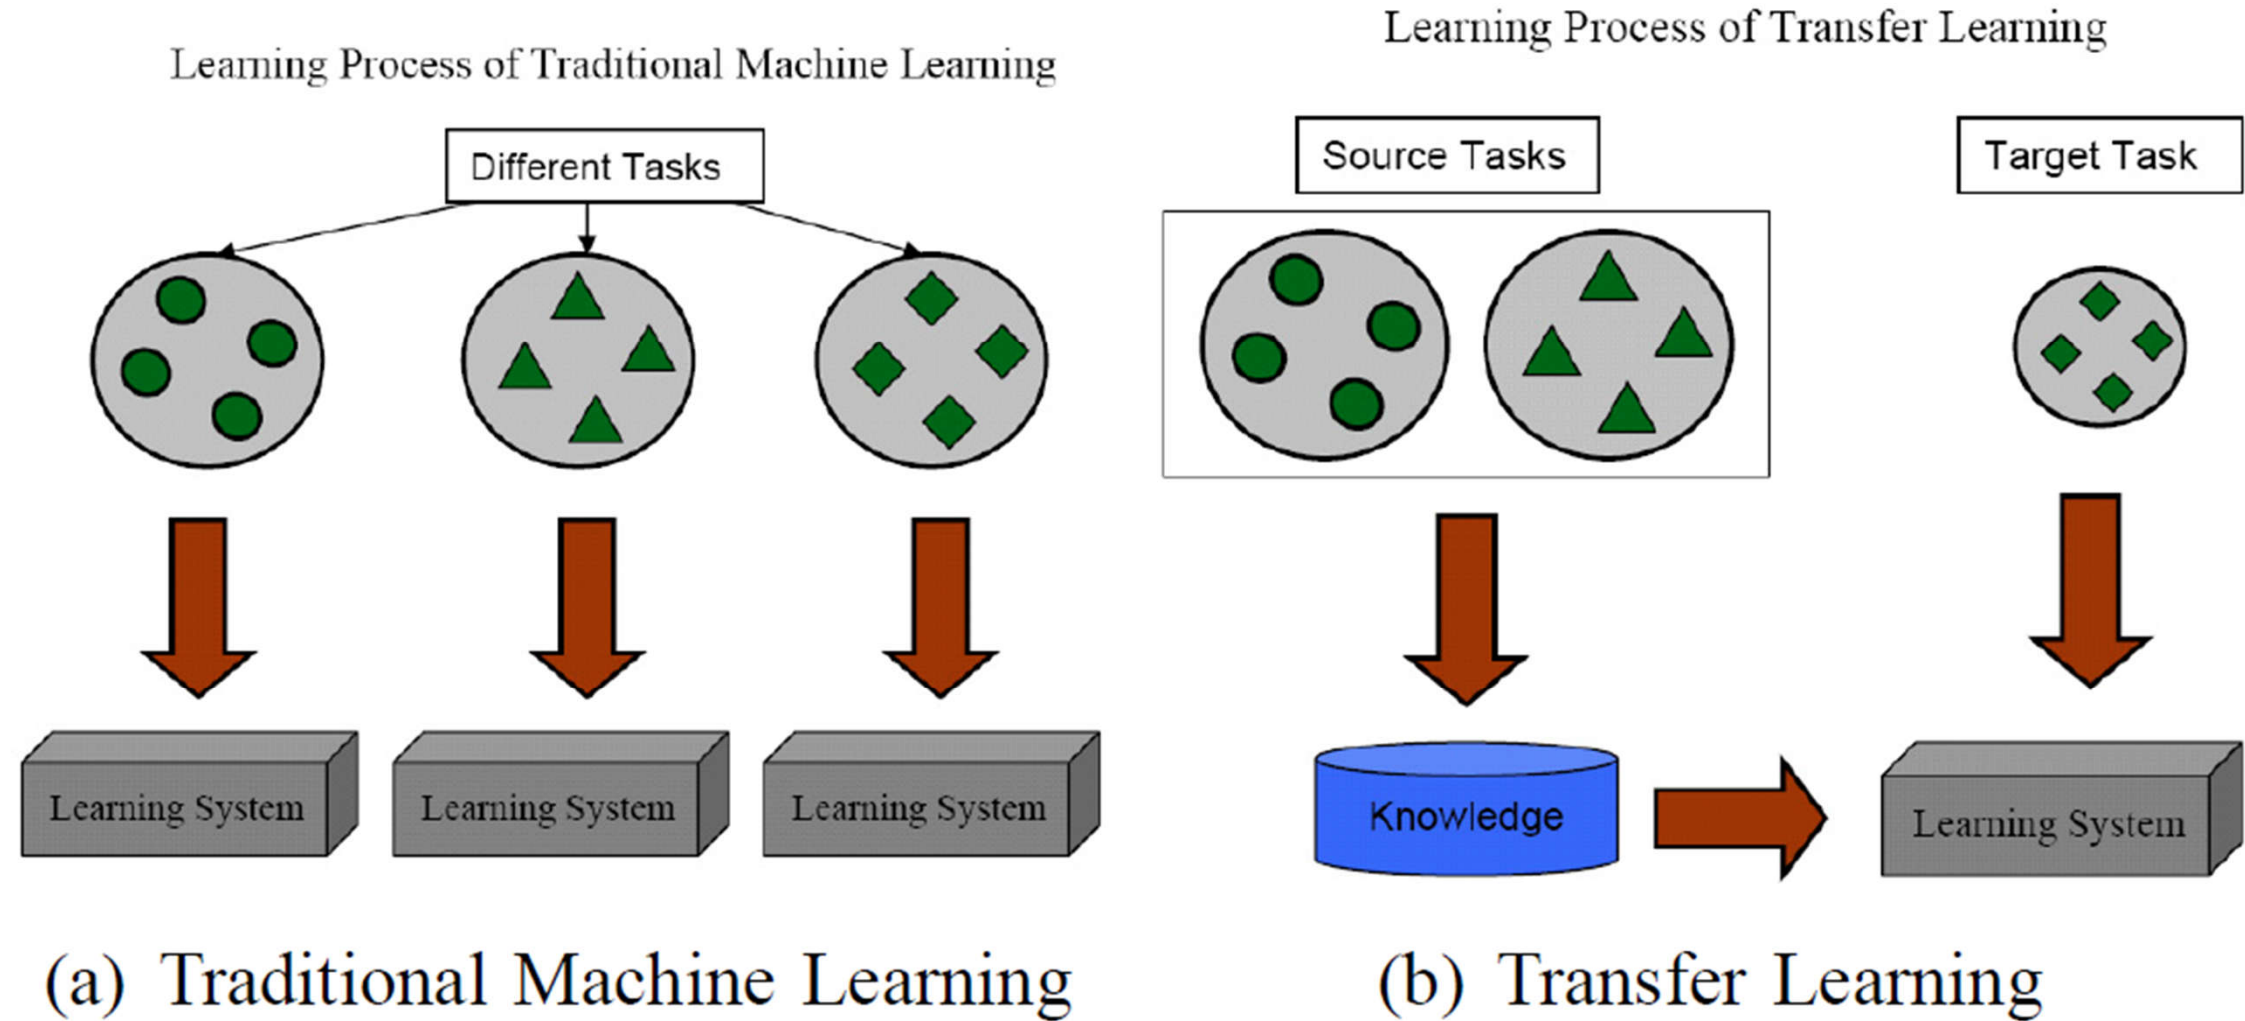 Learning Process of Traditional Machine Learning
Different Tasks
Learning System
Learning System
Learning System
(a) Traditional Machine Learning
Learning Process of Transfer Learning
Source Tasks
Target Task
Knowledge
Learning System
(b) Transfer Learning